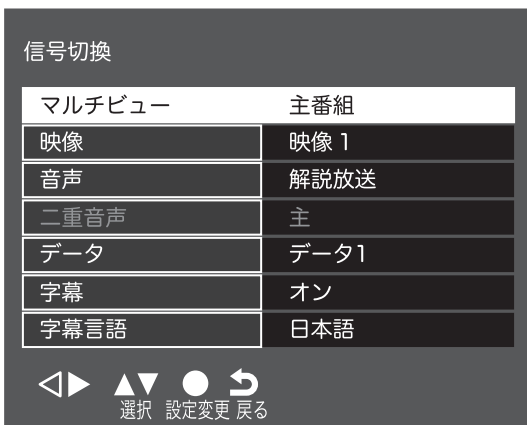 信号切換
マルチビュー 主番組
映像 映像 1
音声 解説放送
二重音声 主
データ データ1
字幕 オン
字幕言語 日本語
選択 設定変更 戻る